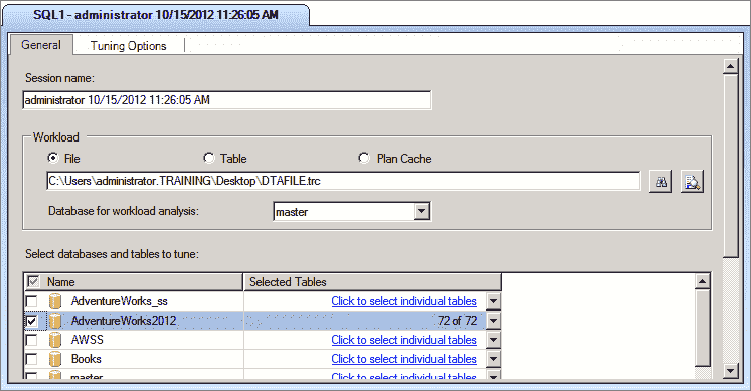 SQL1 - administrator 10/15/2012 11:26:05 AM
General Tuning Options
Session name:
administrator 10/15/2012 11:26:05 AM
Workload
File Table Plan Cache
C:\Users\administrator.TRAINING\Desktop\DTAFILE.trc
Database for workload analysis: master
Select databases and tables to tune:
Name Selected Tables
AdventureWorks_ss Click to select individual tables
AdventureWorks2012 72 of 72
AWSS Click to select individual tables
Books Click to select individual tables
master Click to select individual tables